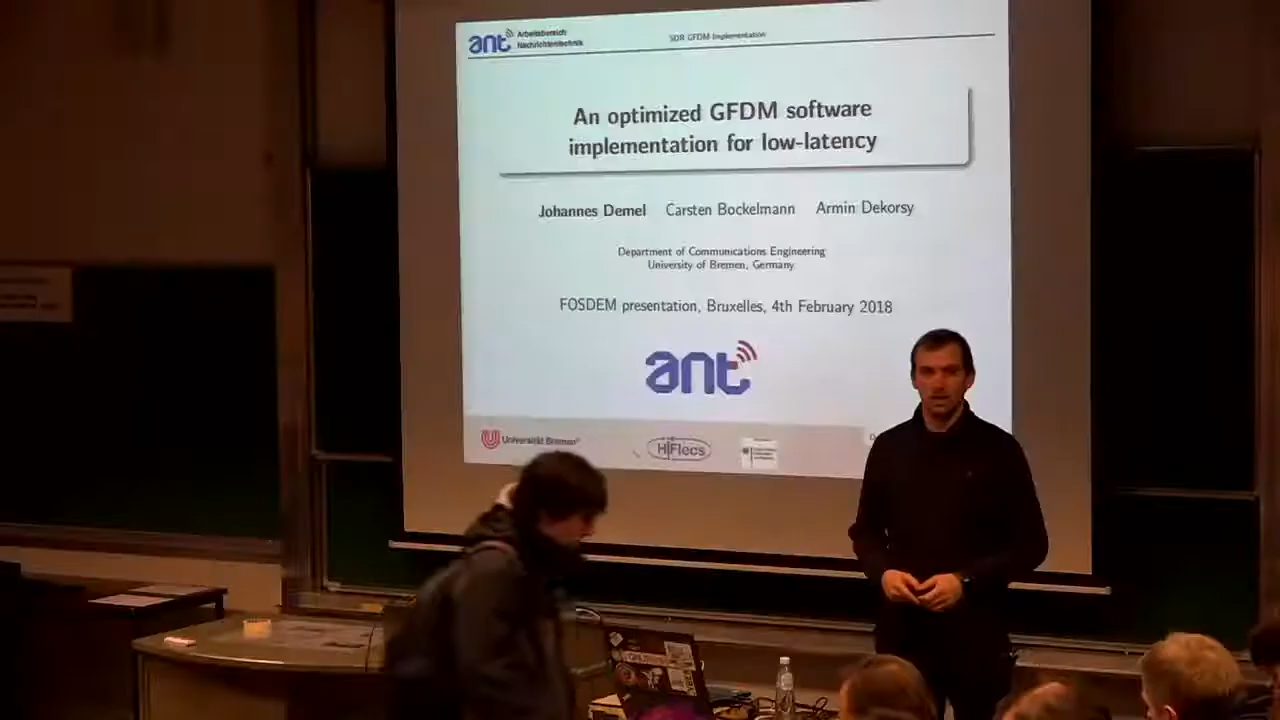 ant Arbeitsbereich
Nachrichtentechnik
SDR GFDM Implementation
An optimized GFDM software
implementation for low-latency
Johannes Demel Carsten Bockelmann Armin Dekorsy
Department of Communications Engineering
University of Bremen, Germany
FOSDEM presentation, Bruxelles, 4th February 2018
ant
Universität Bremen
HiFlecs